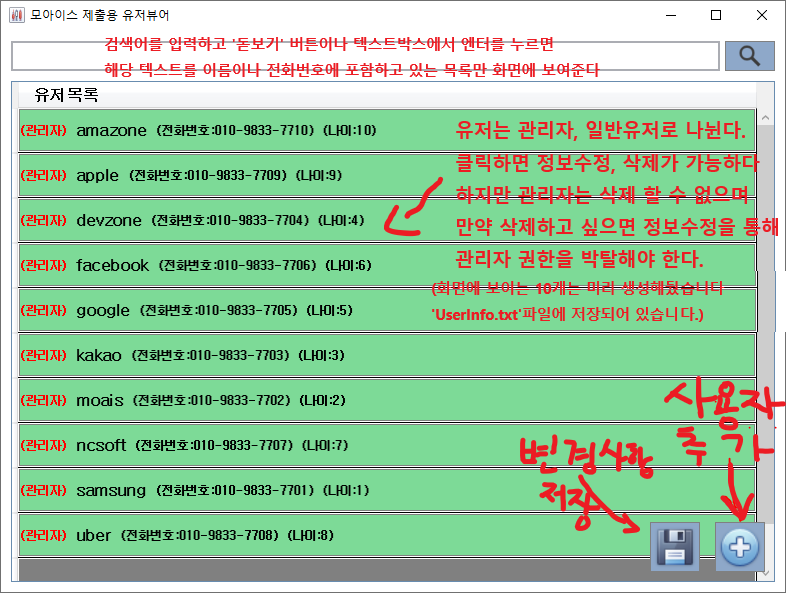 모아이스 제출용 유저뷰어
검색어를 입력하고 '돋보기' 버튼이나 텍스트박스에서 엔터를 누르면
해당 텍스트를 이름이나 전화번호에 포함하고 있는 목록만 화면에 보여준다
유저목록
(관리자) amazone (전화번호:010-9833-7710) (나이:10)
유저는 관리자, 일반유저로 나뉜다.
클릭하면 정보수정, 삭제가 가능하다
(관리자) apple (전화번호:010-9833-7709) (나이:9)
하지만 관리자는 삭제 할 수 없으며
(관리자) devzone (전화번호:010-9833-7704) (나이:4)
만약 삭제하고 싶으면 정보수정을 통해
관리자 권한을 박탈해야 한다.
(관리자) facebook (전화번호:010-9833-7706) (나이:6)
(화면에 보이는 10개는 미리 생성해뒀습니다
(관리자) google (전화번호:010-9833-7705) (나이:5)
'UserInfo.txt'파일에 저장되어 있습니다.)
(관리자) kakao (전화번호:010-9833-7703) (나이:3)
(관리자) moais (전화번호:010-9833-7702) (나이:2)
사용자
추가
(관리자) ncsoft (전화번호:010-9833-7707) (나이:7)
변경사항
저장
(관리자) samsung (전화번호:010-9833-7701) (나이:1)
(관리자) uber (전화번호:010-9833-7708) (나이:8)